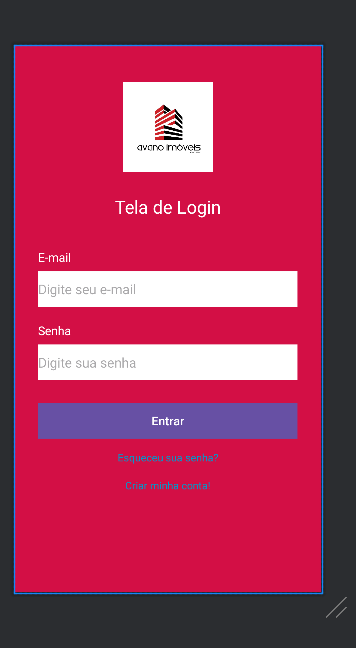 avano imóveis
Tela de Login
E-mail
Digite seu e-mail
Senha
Digite sua senha
Entrar
Esqueceu sua senha?
Criar minha conta!